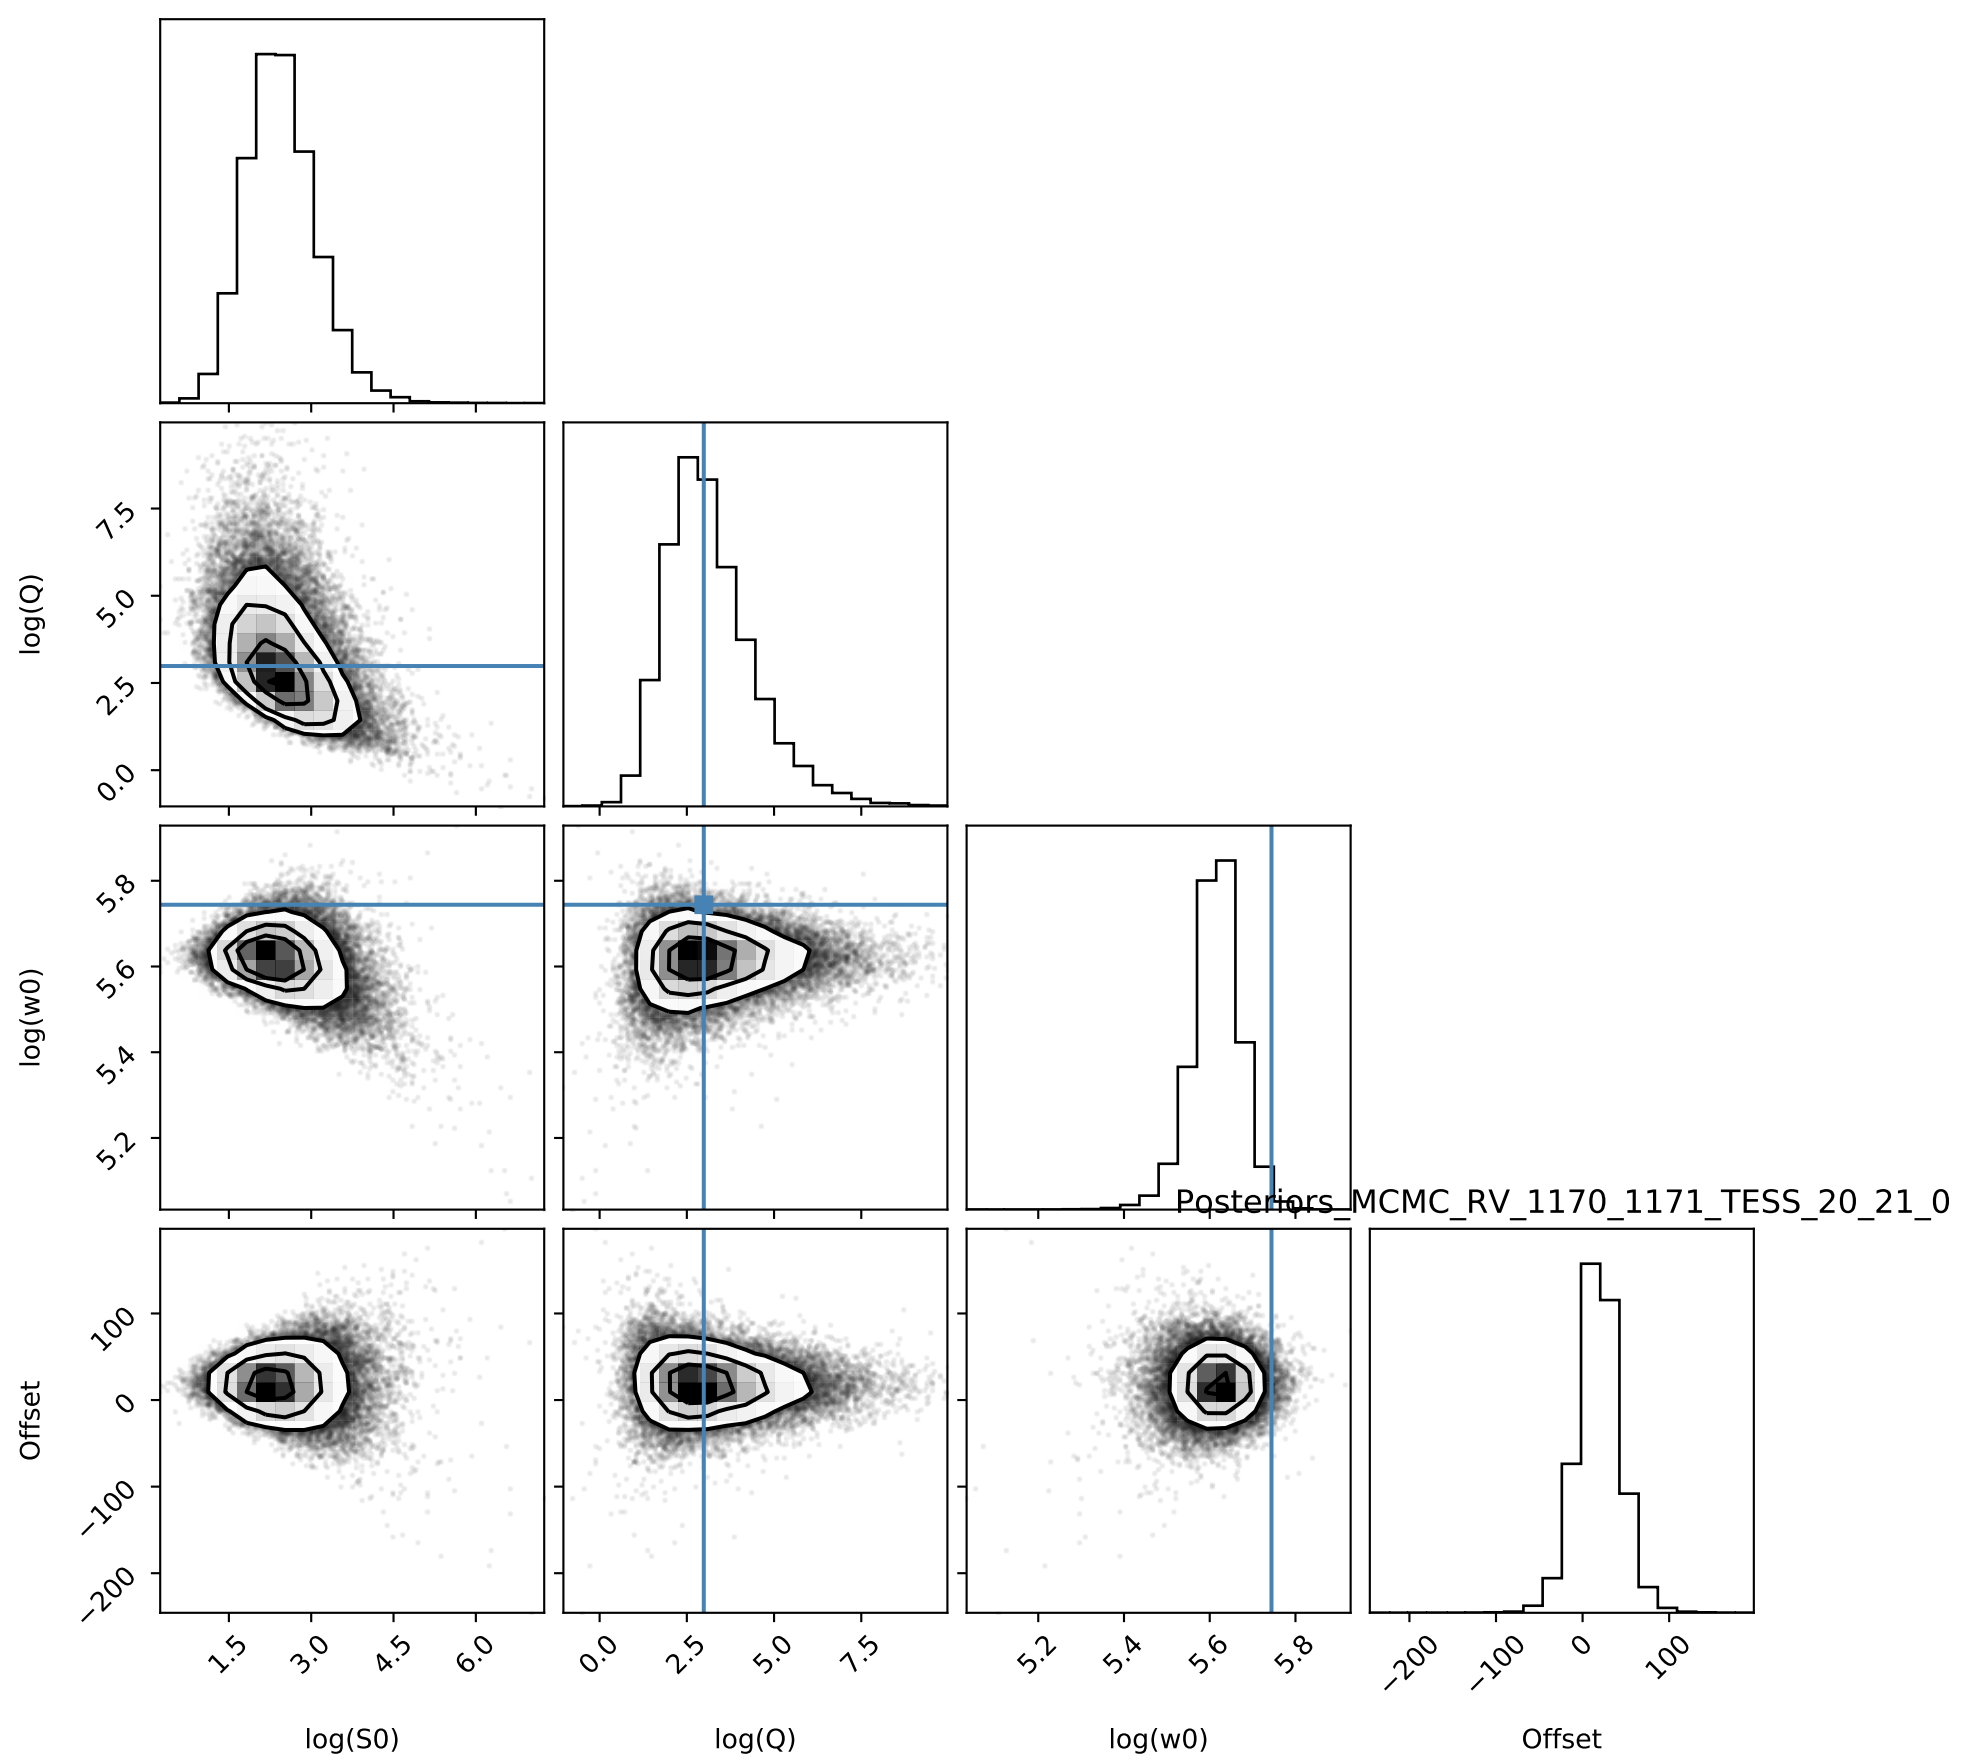 log(Q)
7.5
5.0
2.5
0.0
log(w0)
5.8
5.6
5.4
5.2
Posteriors_MCMC_RV_1170_1171_TESS_20_21_0
Offset
100
0
−100
−200
1.5 3.0 4.5 6.0 0.0 2.5 5.0 7.5 5.2 5.4 5.6 5.8 −200 −100 0 100
log(S0) log(Q) log(w0) Offset